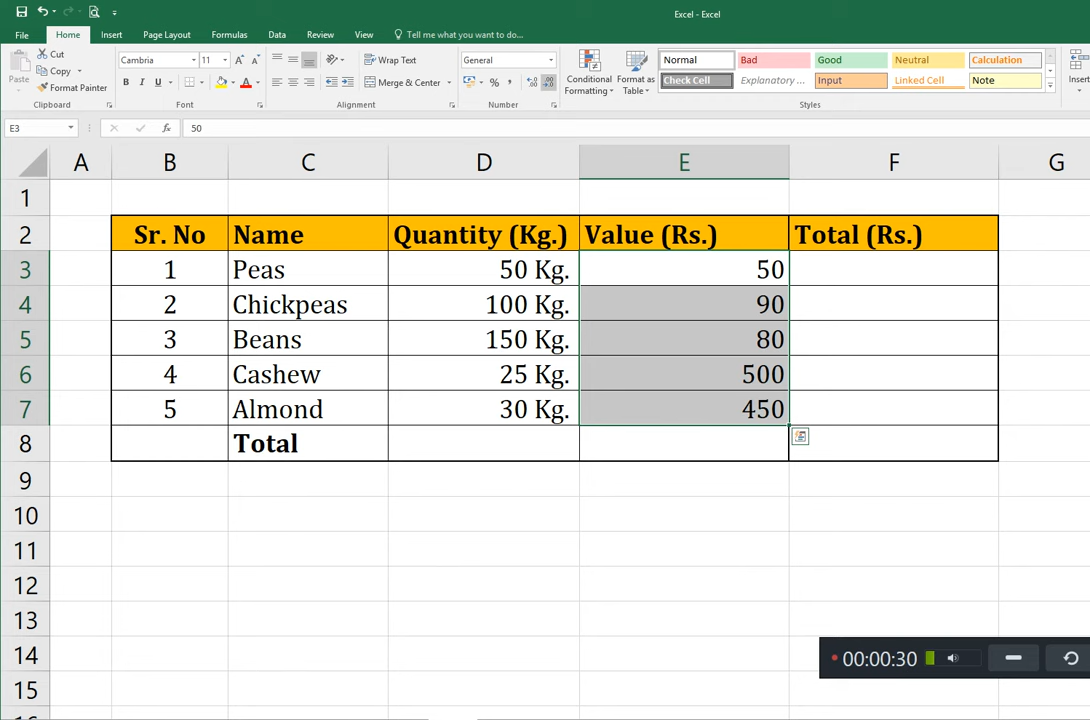 Excel - Excel
File Home Insert Page Layout Formulas Data Review View Tell me what you want to do...
Paste
Cut
Copy
Format Painter
Clipboard
Cambria 11
B I U
Font
Wrap Text
Merge & Center
Alignment
General
Number
Conditional Formatting
Format as Table
Normal Bad Good Neutral Calculation
Check Cell Explanatory ... Input Linked Cell Note
Styles
Insert
E3 fx 50
A B C D E F G
1
2 Sr. No Name Quantity (Kg.) Value (Rs.) Total (Rs.)
3 1 Peas 50 Kg. 50
4 2 Chickpeas 100 Kg. 90
5 3 Beans 150 Kg. 80
6 4 Cashew 25 Kg. 500
7 5 Almond 30 Kg. 450
8 Total
9
10
11
12
13
14
15
00:00:30